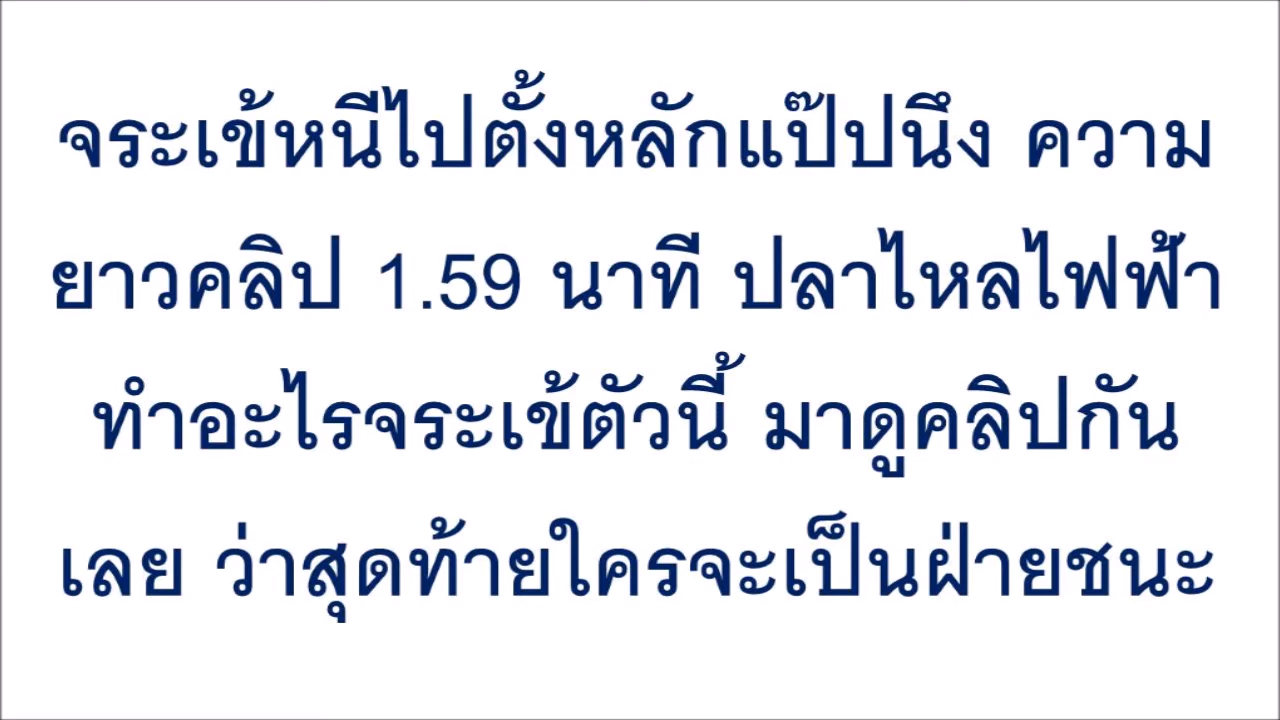 จระเข้หนีไปตั้งหลักแป๊ปนึง ความ
ยาวคลิป 1.59 นาที ปลาไหลไฟฟ้า
ทำอะไรจระเข้ตัวนี้ มาดูคลิปกัน
เลย ว่าสุดท้ายใครจะเป็นฝ่ายชนะ